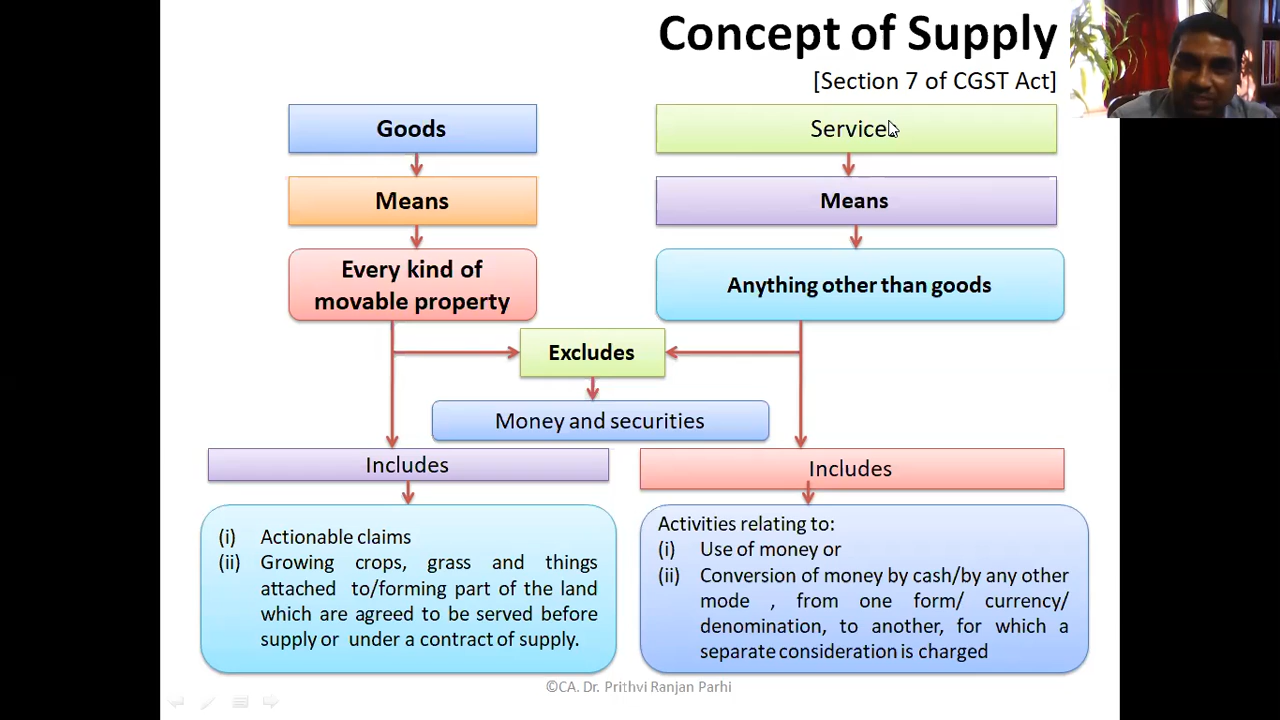 Concept of Supply
[Section 7 of CGST Act]
Goods
Means
Every kind of
movable property
Service
Means
Anything other than goods
Excludes
Money and securities
Includes
(i) Actionable claims
(ii) Growing crops, grass and things
attached to/forming part of the land
which are agreed to be served before
supply or under a contract of supply.
Includes
Activities relating to:
(i) Use of money or
(ii) Conversion of money by cash/by any other
mode , from one form/ currency/
denomination, to another, for which a
separate consideration is charged
©CA. Dr. Prithvi Ranjan Parhi